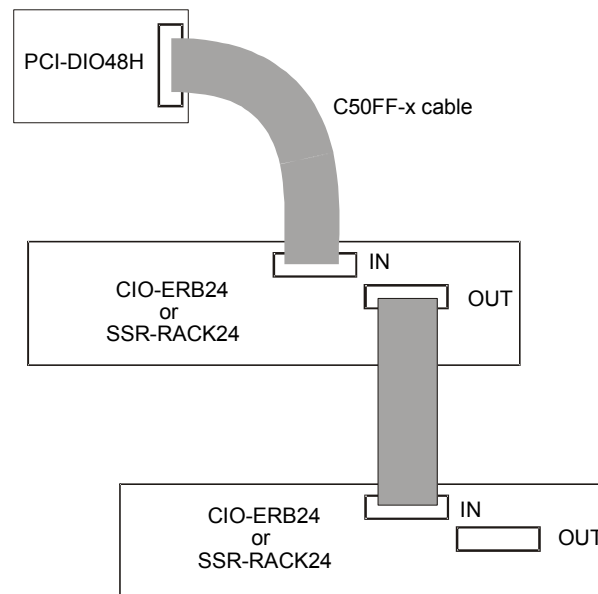 PCI-DIO48H
C50FF-x cable
IN
CIO-ERB24
or
SSR-RACK24
OUT
IN
CIO-ERB24
or
SSR-RACK24
OUT